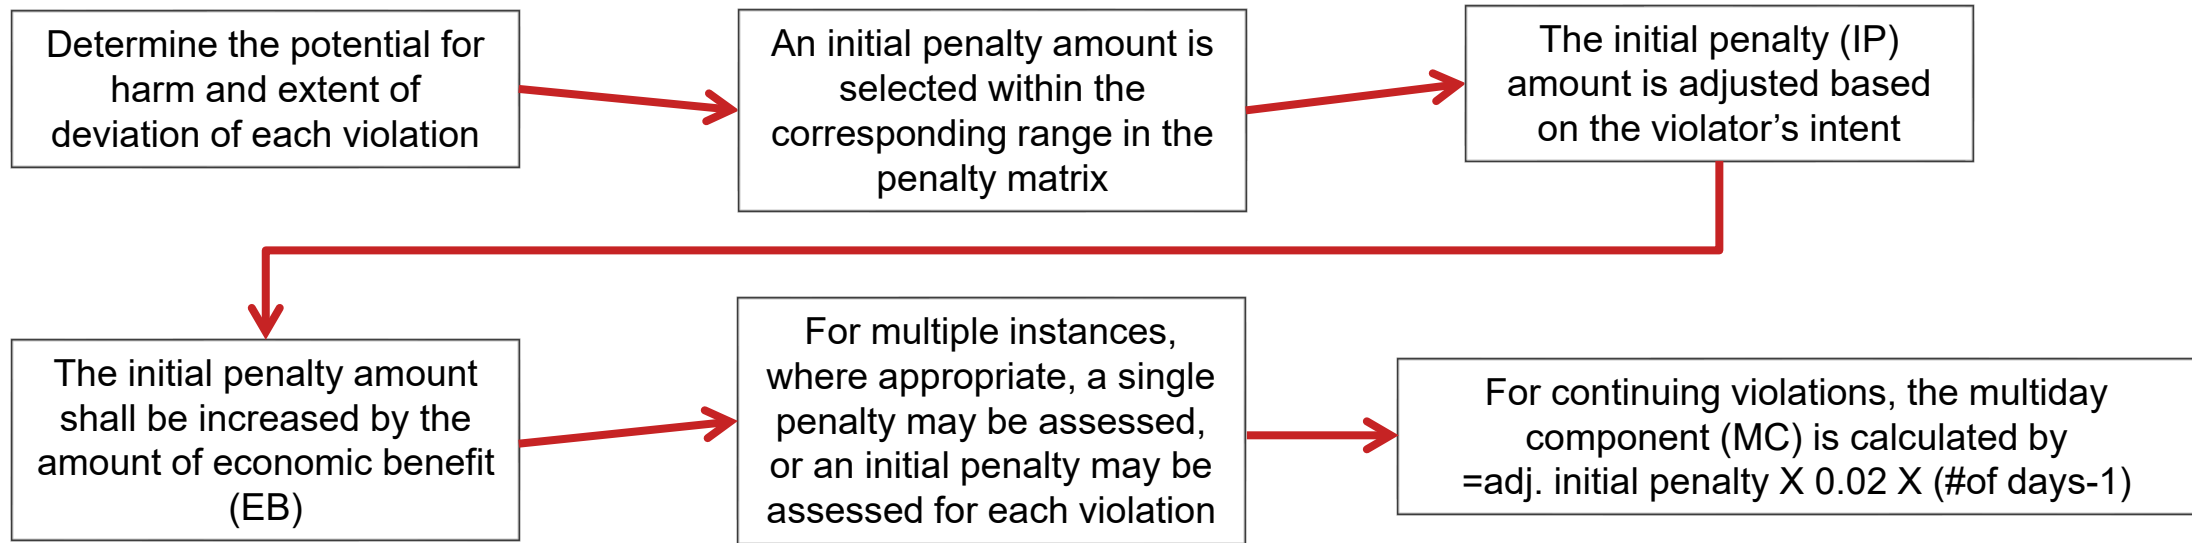 Determine the potential for
harm and extent of
deviation of each violation
An initial penalty amount is
selected within the
corresponding range in the
penalty matrix
The initial penalty (IP)
amount is adjusted based
on the violator’s intent
The initial penalty amount
shall be increased by the
amount of economic benefit
(EB)
For multiple instances,
where appropriate, a single
penalty may be assessed,
or an initial penalty may be
assessed for each violation
For continuing violations, the multiday
component (MC) is calculated by
=adj. initial penalty X 0.02 X (#of days-1)